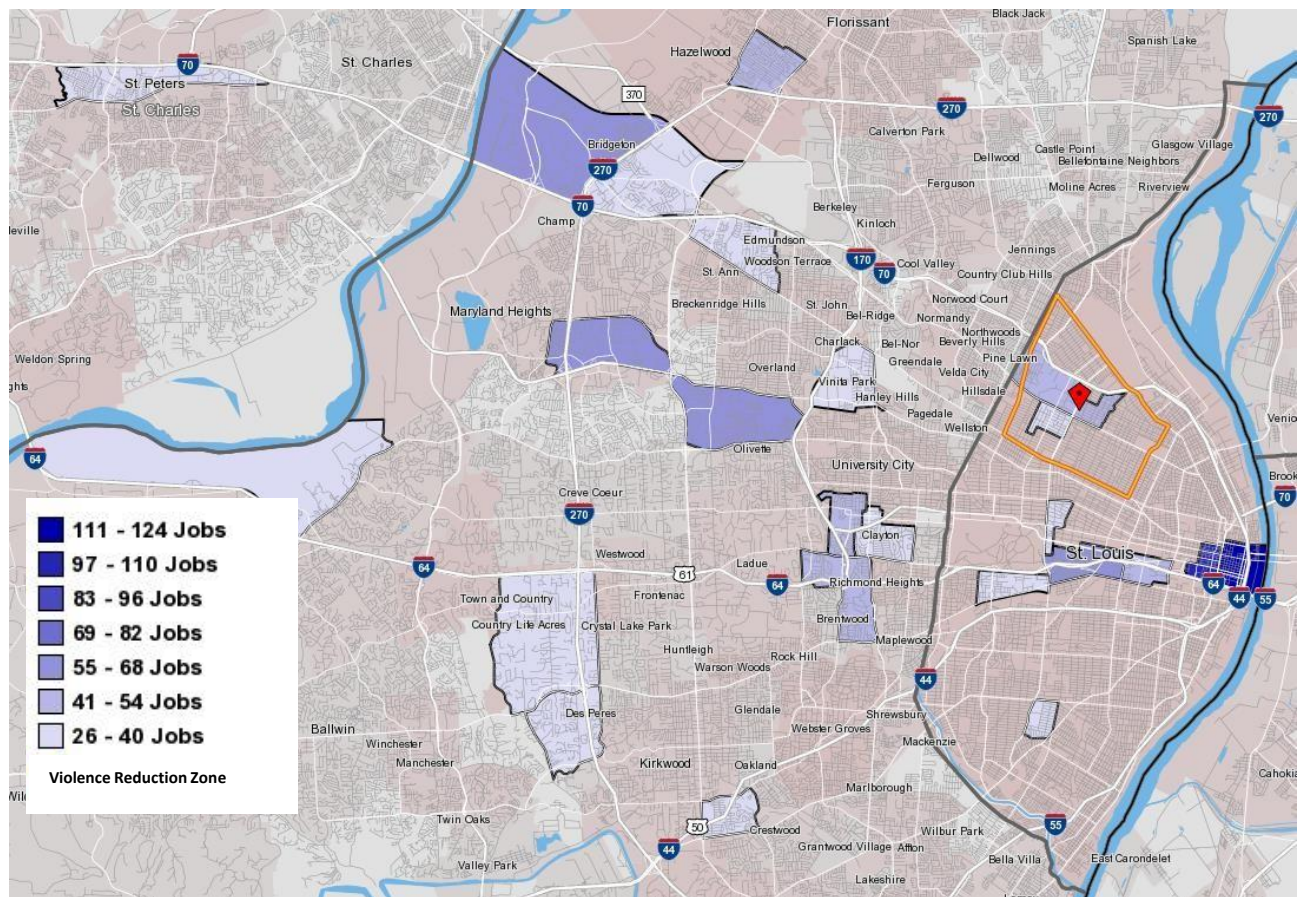 Florissant
Black Jack
Spanish Lake
Hazelwood
St. Charles
70
St. Peters
St. Charles
370
270
270
Calverton Park
Glasgow Village
Castle Point
Bellefontaine Neighbors
Dellwood
Bridgeton
270
Ferguson
Moline Acres
Riverview
70
Champ
Berkeley
Kinloch
Edmundson
Woodson Terrace
170
70
Cool Valley
Jennings
Country Club Hills
St. Ann
Breckenridge Hills
St. John
Bel-Ridge
Normandy
Norwood Court
Northwoods
Maryland Heights
Charlack
Bel-Nor
Beverly Hills
Greendale
Pine Lawn
Weldon Spring
Overland
Vinita Park
Velda City
Hanley Hills
Hillsdale
Pagedale
Wellston
64
Olivette
University City
Creve Coeur
270
70
Clayton
Westwood
St. Louis
64
61
Ladue
64
Richmond Heights
64
44
55
Town and Country
Frontenac
Country Life Acres
Crystal Lake Park
Brentwood
Maplewood
Huntleigh
Rock Hill
Warson Woods
44
Des Peres
Glendale
Shrewsbury
Ballwin
Webster Groves
Mackenzie
Winchester
Manchester
Kirkwood
Oakland
Marlborough
Twin Oaks
50
Crestwood
Wilbur Park
55
44
Grantwood Village
Affton
Valley Park
Bella Villa
East Carondelet
Lakeshire
111 - 124 Jobs
97 - 110 Jobs
83 - 96 Jobs
69 - 82 Jobs
55 - 68 Jobs
41 - 54 Jobs
26 - 40 Jobs
Violence Reduction Zone